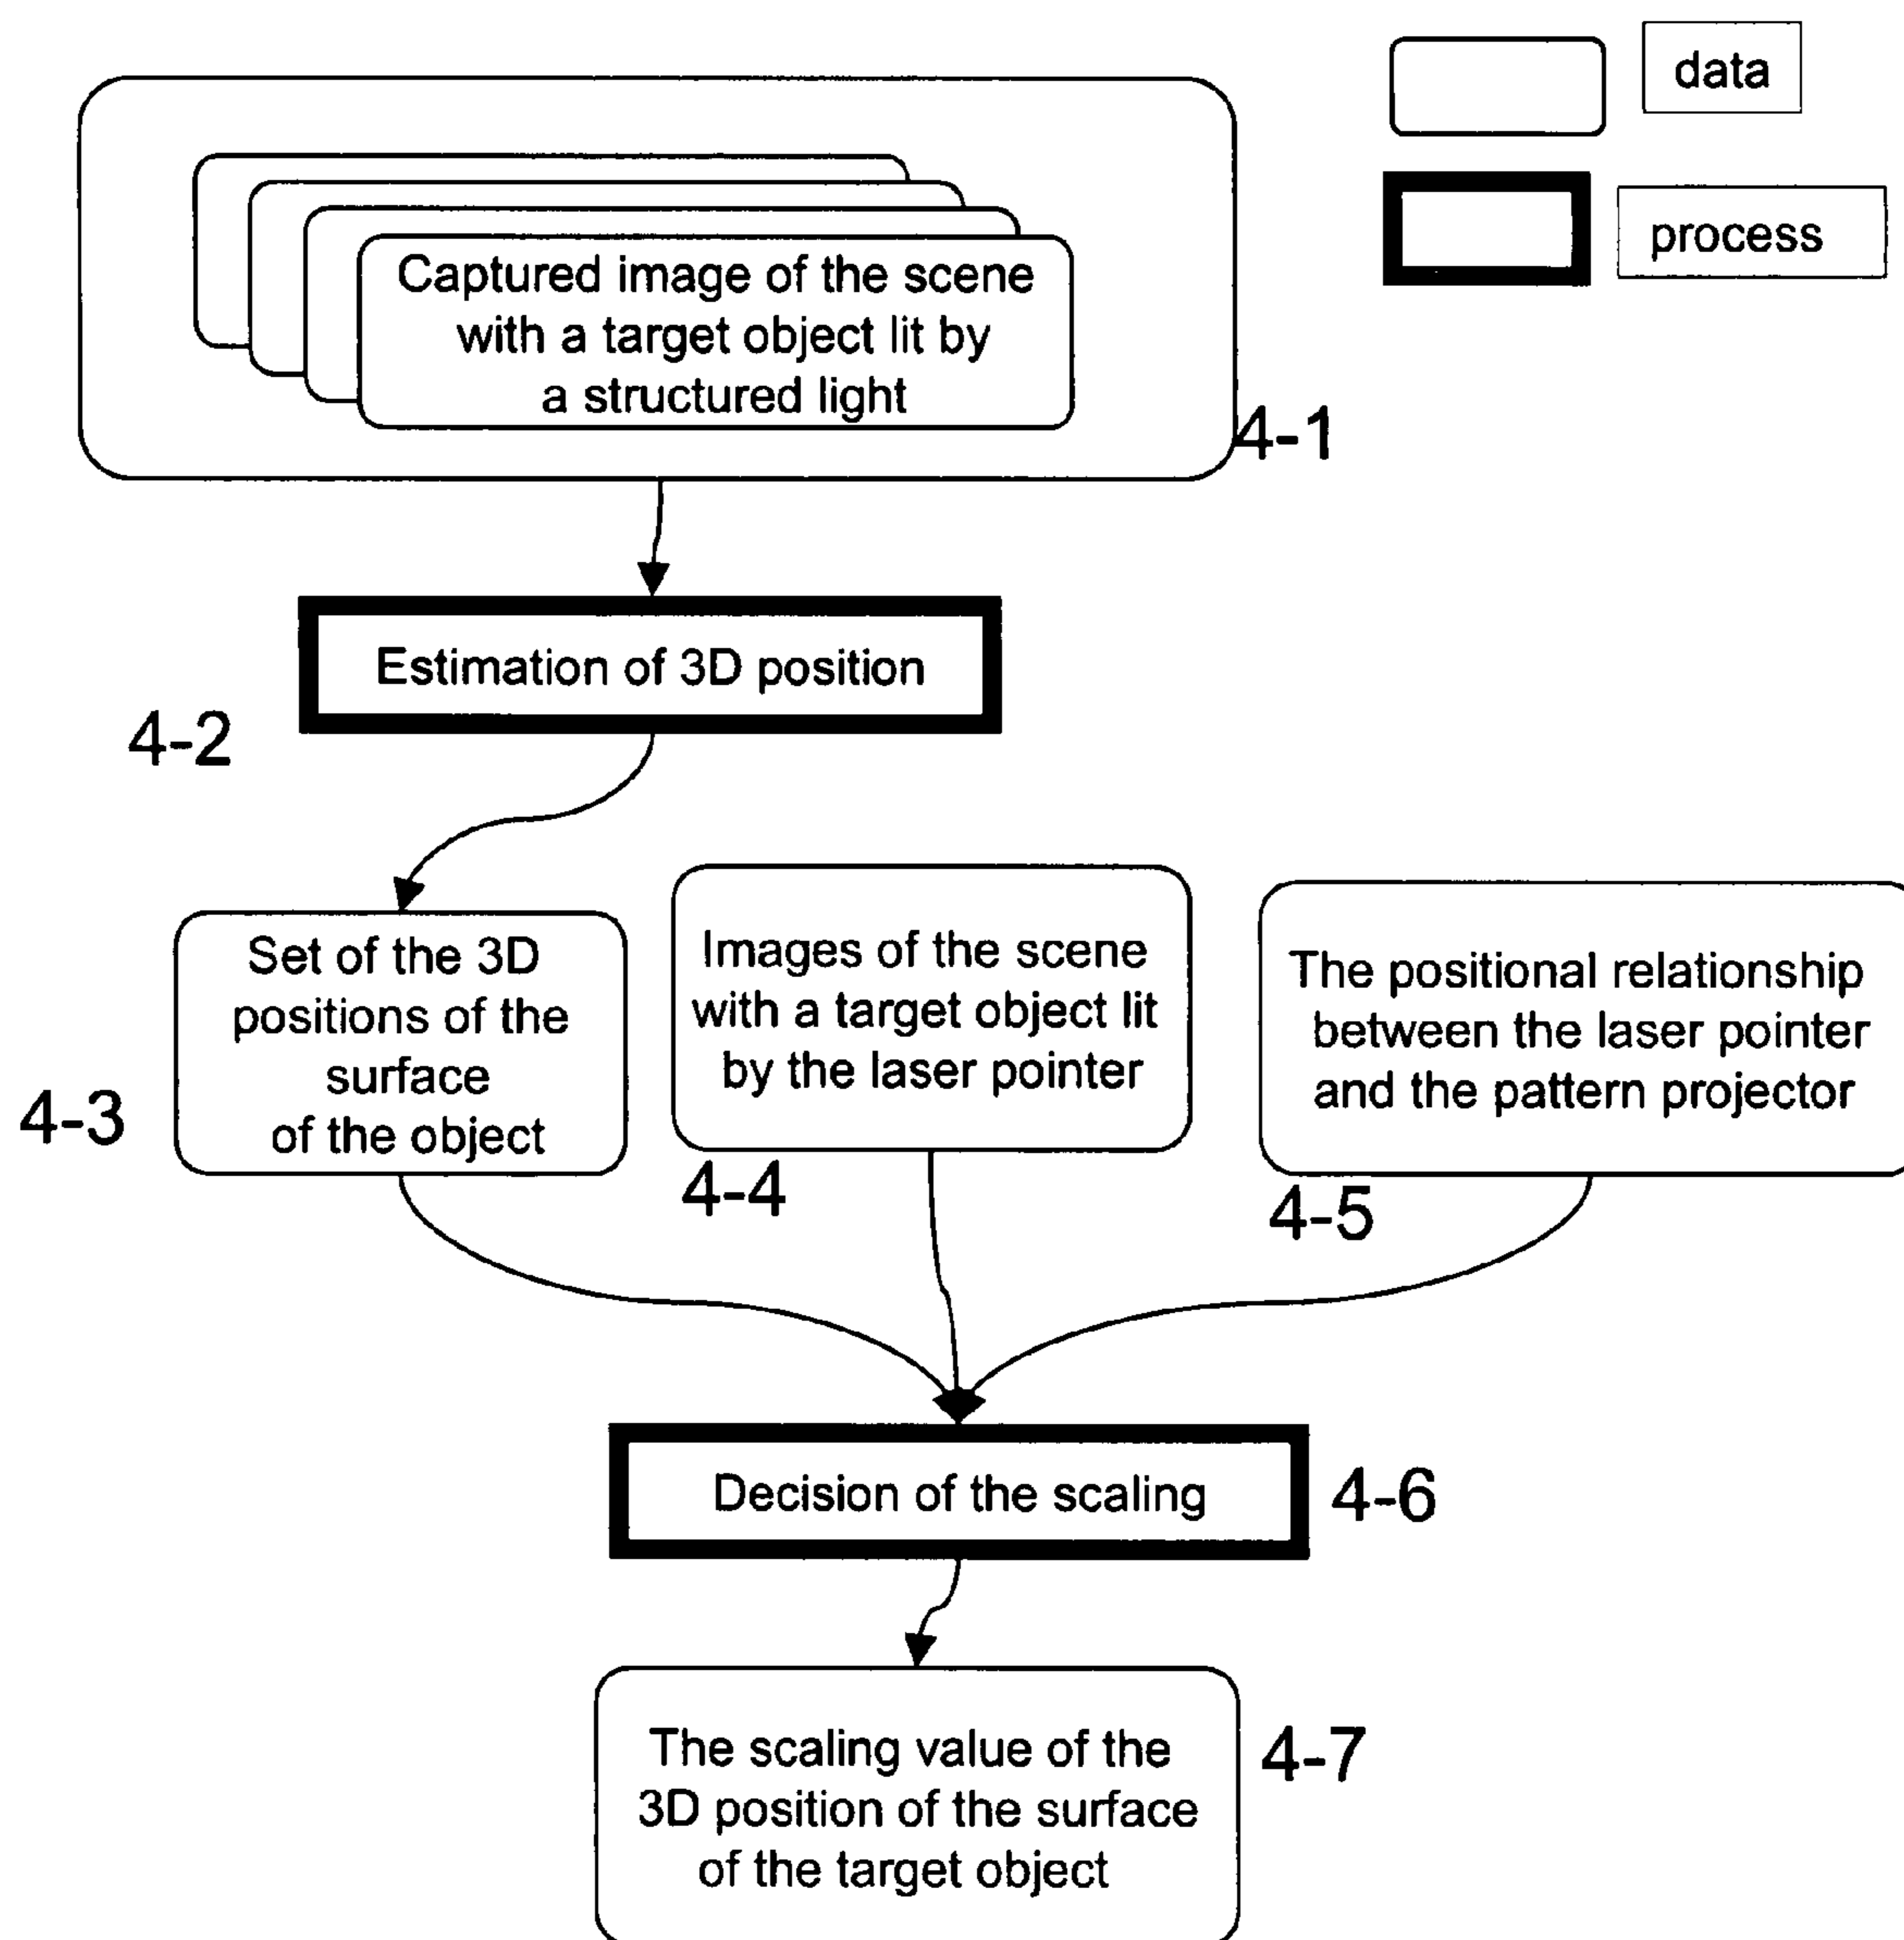 data
process
Captured image of the scene
with a target object lit by
a structured light
4-1
Estimation of 3D position
4-2
Set of the 3D
positions of the
surface
of the object
4-3
Images of the scene
with a target object lit
by the laser pointer
4-4
The positional relationship
between the laser pointer
and the pattern projector
4-5
Decision of the scaling
4-6
The scaling value of the
3D position of the surface
of the target object
4-7